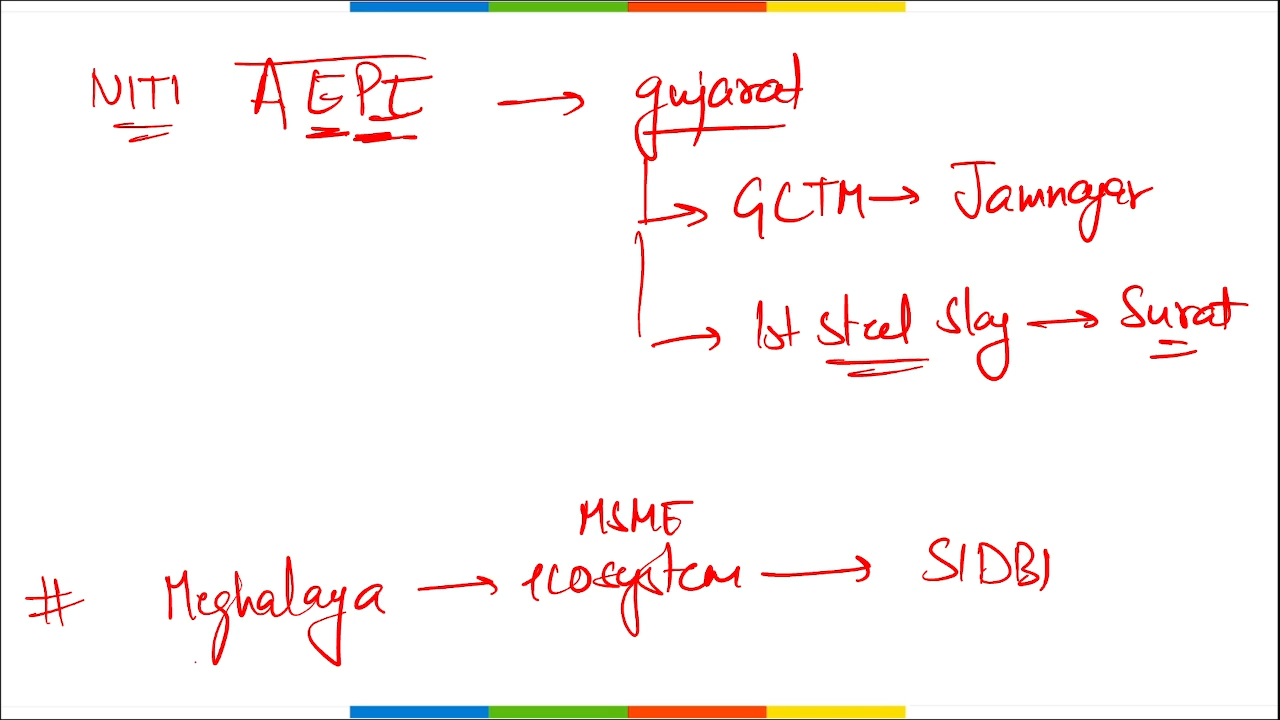 NITI AEPI → gujarat
→ GCTM → Jamnagar
→ 1st steel slag → Surat
MSME
# Meghalaya → ecosystem → SIDBI